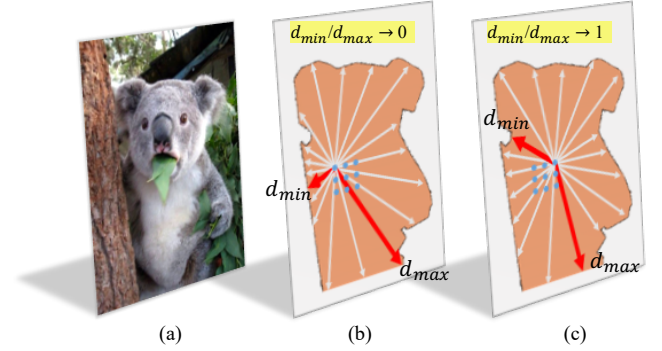 d_min/d_max → 0
d_min/d_max → 1
d_min
d_max
d_min
d_max
(a)
(b)
(c)